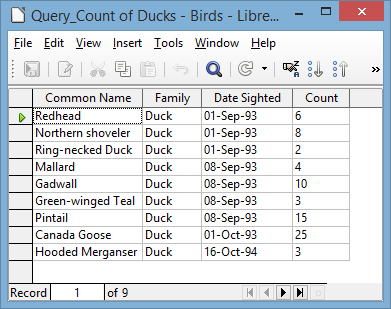 Query_Count of Ducks - Birds - Libre...
File Edit View Insert Tools Window Help
Common Name Family Date Sighted Count
Redhead Duck 01-Sep-93 6
Northern shoveler Duck 01-Sep-93 8
Ring-necked Duck Duck 01-Sep-93 2
Mallard Duck 08-Sep-93 4
Gadwall Duck 08-Sep-93 10
Green-winged Teal Duck 08-Sep-93 3
Pintail Duck 08-Sep-93 15
Canada Goose Duck 01-Oct-93 25
Hooded Merganser Duck 16-Oct-94 3
Record 1 of 9